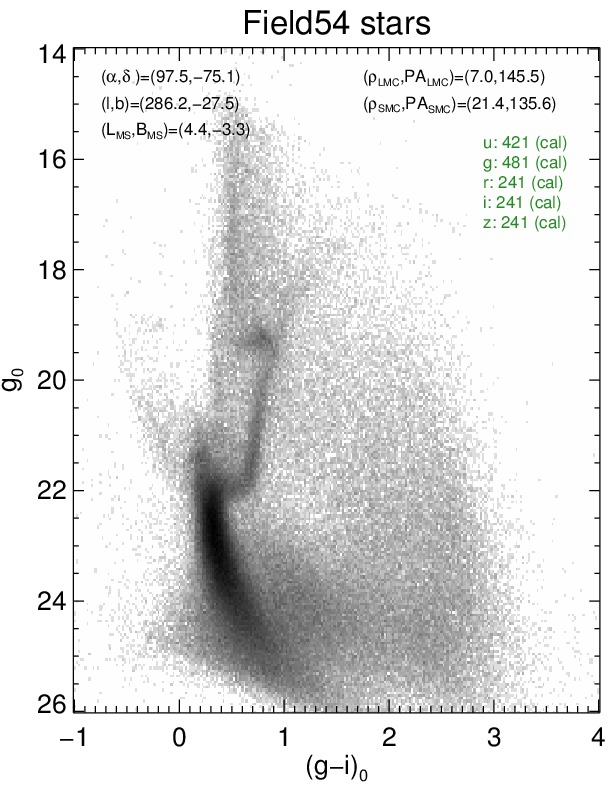 Field54 stars
(α,δ)=(97.5,−75.1)
(ρLMC,PALMC)=(7.0,145.5)
(l,b)=(286.2,−27.5)
(ρSMC,PASMC)=(21.4,135.6)
(LMS,BMS)=(4.4,−3.3)
u: 421 (cal)
g: 481 (cal)
r: 241 (cal)
i: 241 (cal)
z: 241 (cal)
14
16
18
20
22
24
26
g0
−1 0 1 2 3 4
(g−i)0